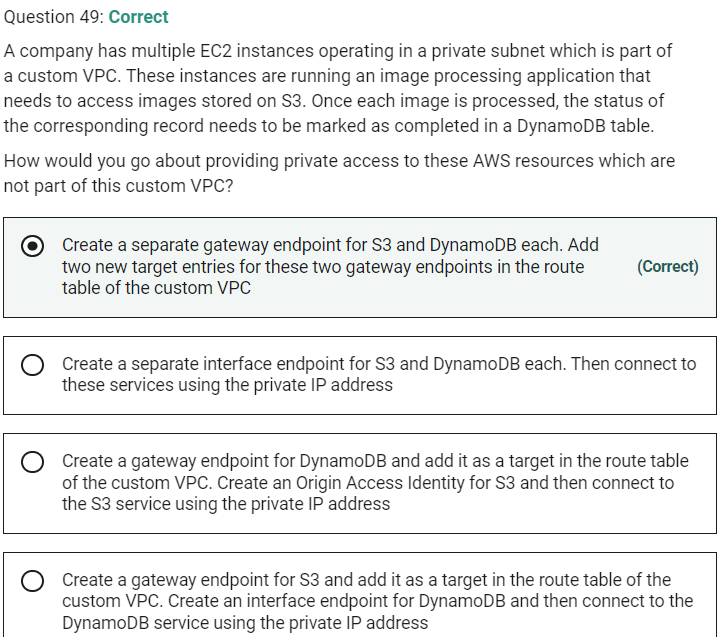 Question 49: Correct
A company has multiple EC2 instances operating in a private subnet which is part of
a custom VPC. These instances are running an image processing application that
needs to access images stored on S3. Once each image is processed, the status of
the corresponding record needs to be marked as completed in a DynamoDB table.
How would you go about providing private access to these AWS resources which are
not part of this custom VPC?
Create a separate gateway endpoint for S3 and DynamoDB each. Add
two new target entries for these two gateway endpoints in the route
table of the custom VPC
(Correct)
Create a separate interface endpoint for S3 and DynamoDB each. Then connect to
these services using the private IP address
Create a gateway endpoint for DynamoDB and add it as a target in the route table
of the custom VPC. Create an Origin Access Identity for S3 and then connect to
the S3 service using the private IP address
Create a gateway endpoint for S3 and add it as a target in the route table of the
custom VPC. Create an interface endpoint for DynamoDB and then connect to the
DynamoDB service using the private IP address